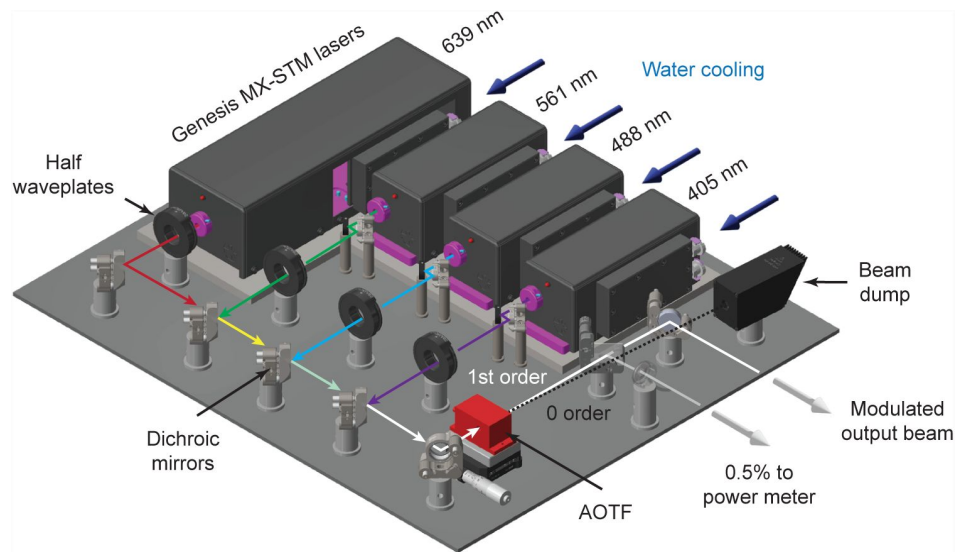 Genesis MX-STM lasers
639 nm
Water cooling
561 nm
488 nm
405 nm
Half
waveplates
Beam
dump
1st order
0 order
Modulated
output beam
Dichroic
mirrors
0.5% to
power meter
AOTF